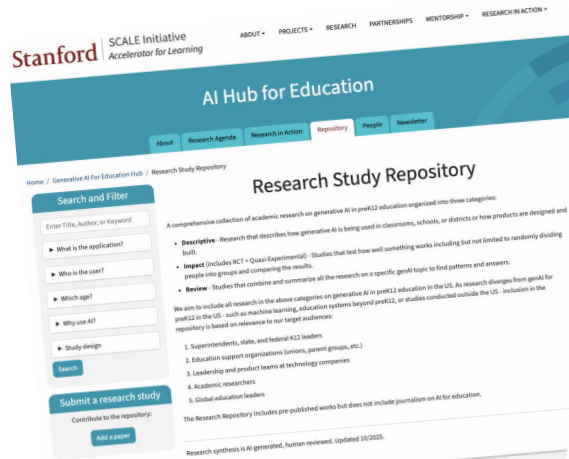 Stanford
SCALE Initiative
Accelerator for Learning
ABOUT
PROJECTS
RESEARCH
PARTNERSHIPS
MENTORSHIP
RESEARCH IN ACTION
AI Hub for Education
About
Research Agenda
Research in Action
Repository
People
Newsletter
Home / Generative AI For Education Hub / Research Study Repository
Search and Filter
Enter Title, Author, or Keyword
What is the application?
Who is the user?
Which age?
Why use AI?
Study design
Search
Submit a research study
Contribute to the repository:
Add a paper
Research Study Repository
A comprehensive collection of academic research on generative AI in preK12 education organized into three categories:
• Descriptive - Research that describes how generative AI is being used in classrooms, schools, or districts or how products are designed and
built.
• Impact (includes RCT + Quasi-Experimental) - Studies that test how well something works including but not limited to randomly dividing
people into groups and comparing the results.
• Review - Studies that combine and summarize all the research on a specific genAI topic to find patterns and answers.
We aim to include all research in the above categories on generative AI in preK12 education in the US. As research diverges from genAI for
preK12 in the US - such as machine learning, education systems beyond preK12, or studies conducted outside the US - inclusion in the
repository is based on relevance to our target audiences:
1. Superintendents, state, and federal K12 leaders
2. Education support organizations (unions, parent groups, etc.)
3. Leadership and product teams at technology companies
4. Academic researchers
5. Global education leaders
The Research Repository includes pre-published works but does not include journalism on AI for education.
Research synthesis is AI-generated, human reviewed. Updated 10/2025.